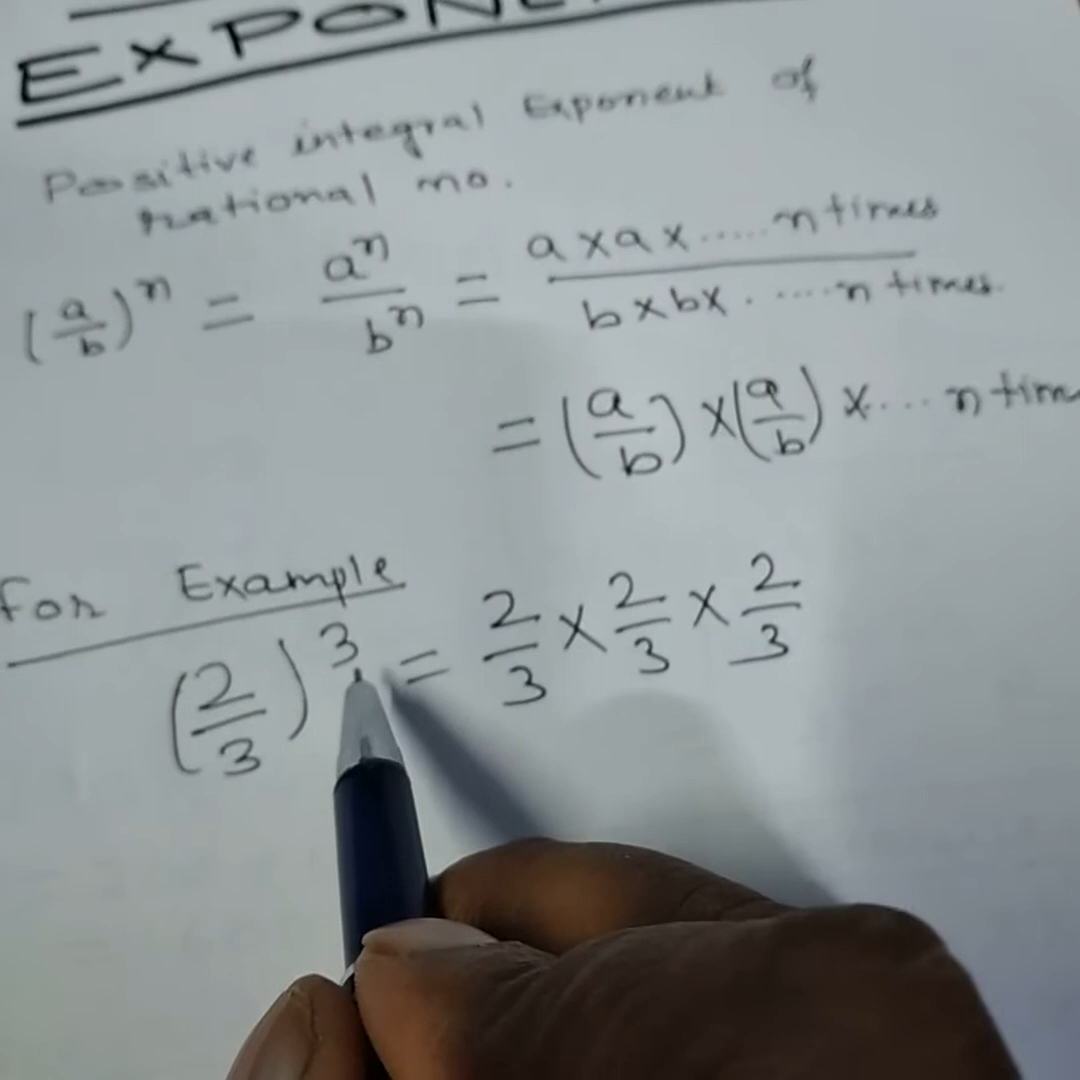 EXPONE
Positive integral Exponent of
rational no.
(a/b)^n = a^n/b^n = a×a×.....n times/b×b×.....n times.
= (a/b)×(a/b)×....n tim
For Example
(2/3)^3 = 2/3 × 2/3 × 2/3